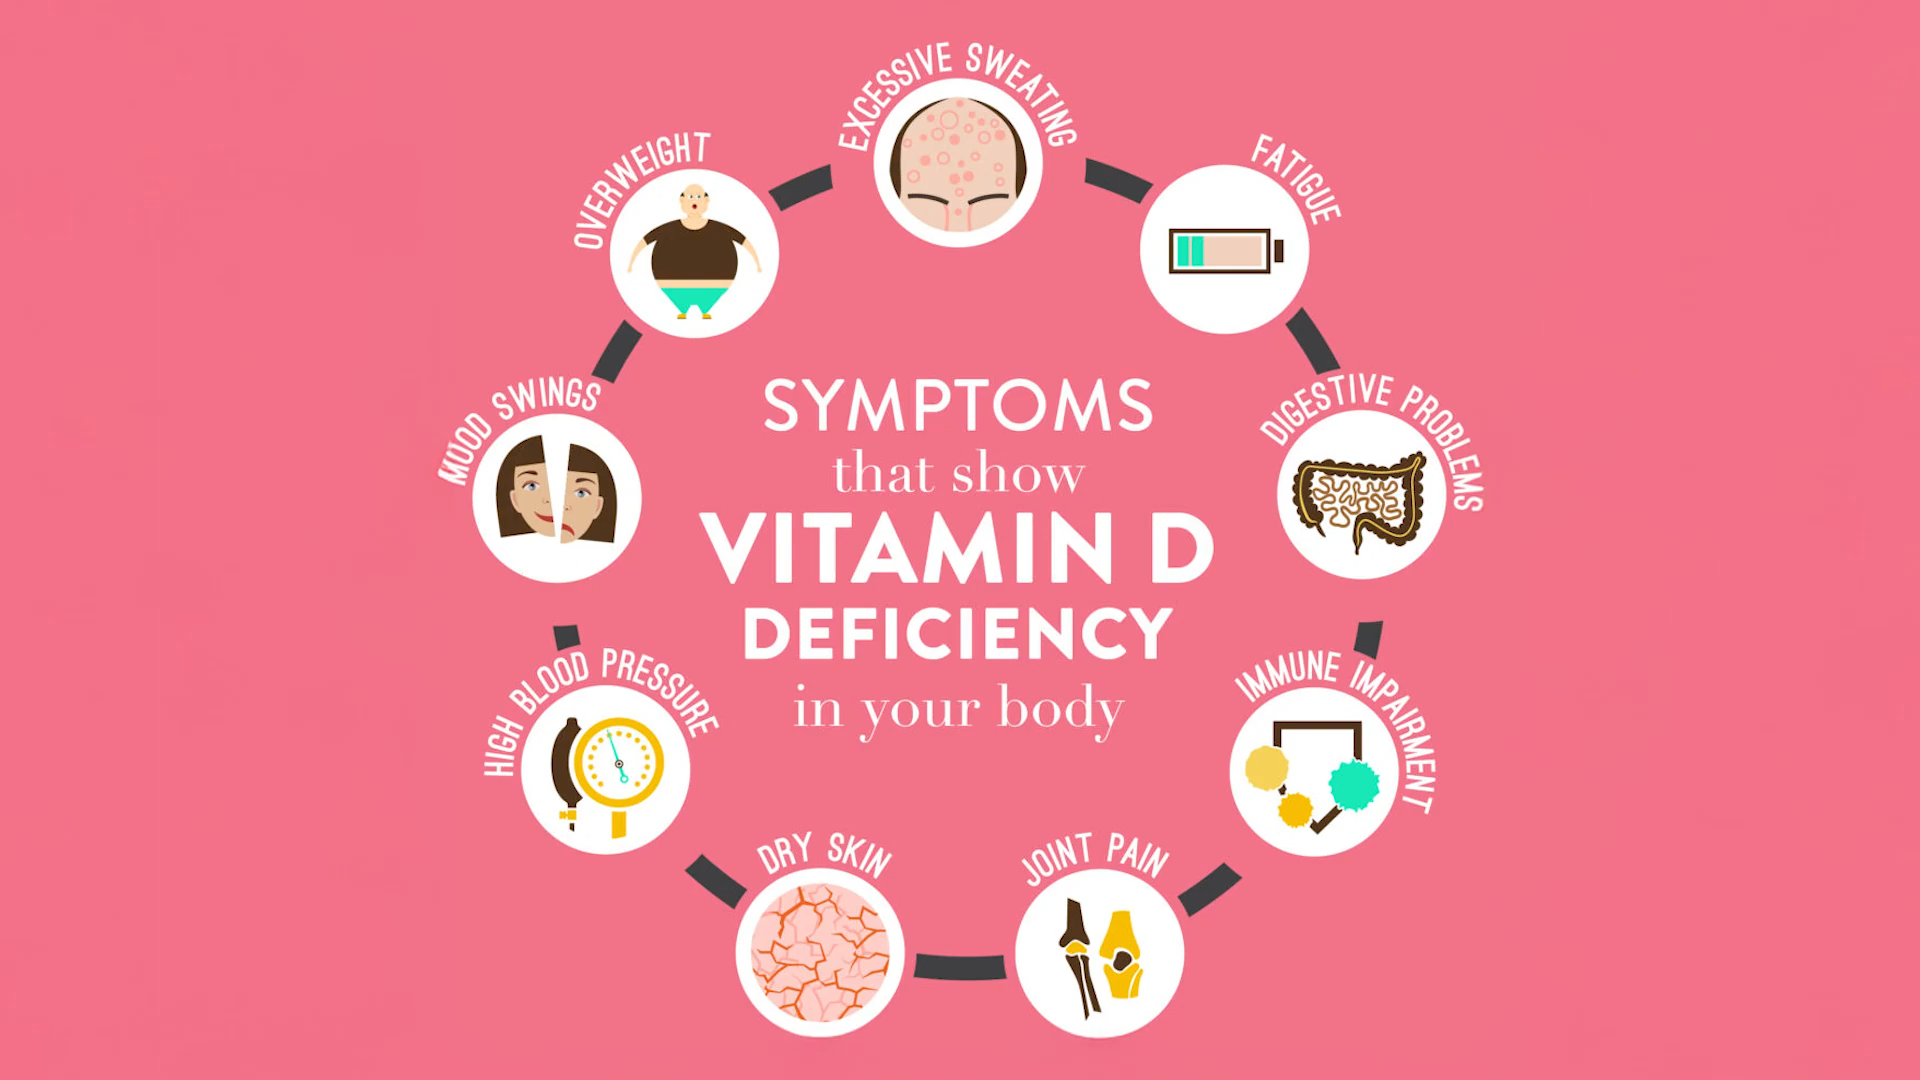 EXCESSIVE SWEATING
FATIGUE
DIGESTIVE PROBLEMS
IMMUNE IMPAIRMENT
JOINT PAIN
DRY SKIN
HIGH BLOOD PRESSURE
MOOD SWINGS
OVERWEIGHT
SYMPTOMS
that show
VITAMIN D
DEFICIENCY
in your body